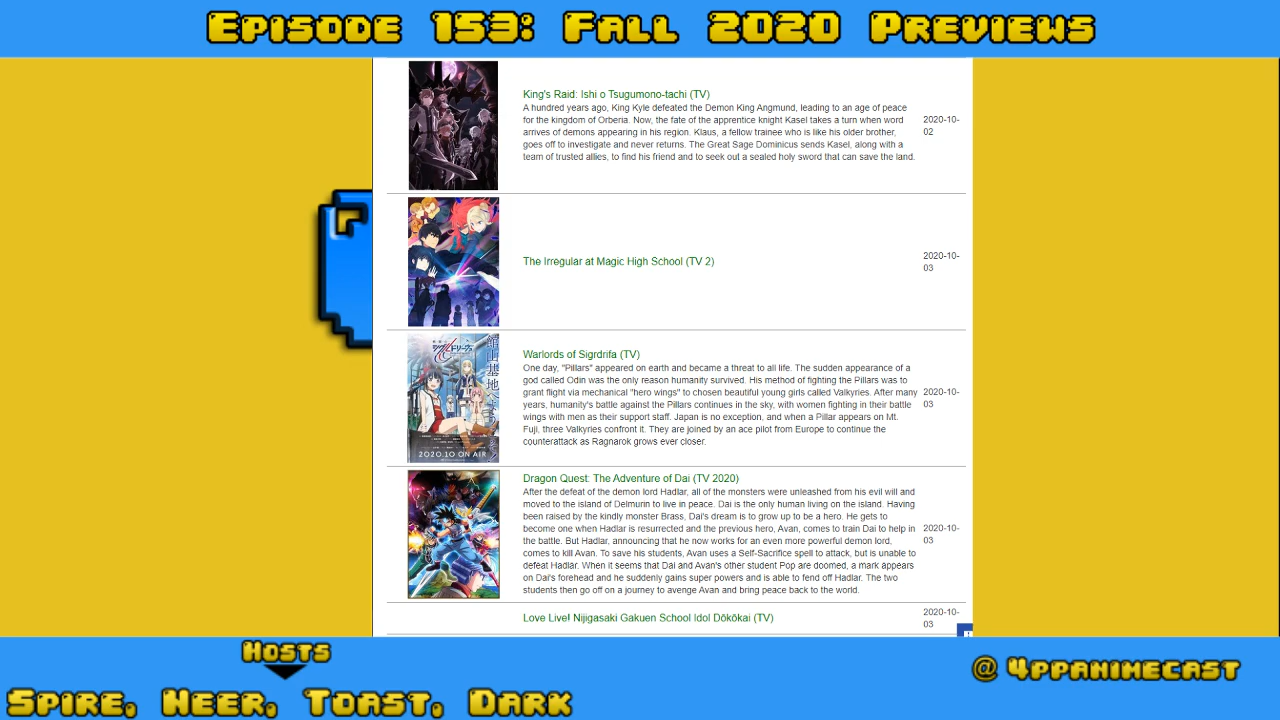 Episode 153: Fall 2020 Previews
King's Raid: Ishi o Tsugumono-tachi (TV)
A hundred years ago, King Kyle defeated the Demon King Angmund, leading to an age of peace
for the kingdom of Orberia. Now, the fate of the apprentice knight Kasel takes a turn when word
arrives of demons appearing in his region. Klaus, a fellow trainee who is like his older brother,
goes off to investigate and never returns. The Great Sage Dominicus sends Kasel, along with a
team of trusted allies, to find his friend and to seek out a sealed holy sword that can save the land.
2020-10-
02
The Irregular at Magic High School (TV 2)
2020-10-
03
館山基地へようこそ
2020.10 ON AIR
Warlords of Sigrdrifa (TV)
One day, "Pillars" appeared on earth and became a threat to all life. The sudden appearance of a
god called Odin was the only reason humanity survived. His method of fighting the Pillars was to
grant flight via mechanical "hero wings" to chosen beautiful young girls called Valkyries. After many
years, humanity's battle against the Pillars continues in the sky, with women fighting in their battle
wings with men as their support staff. Japan is no exception, and when a Pillar appears on Mt.
Fuji, three Valkyries confront it. They are joined by an ace pilot from Europe to continue the
counterattack as Ragnarok grows ever closer.
2020-10-
03
Dragon Quest: The Adventure of Dai (TV 2020)
After the defeat of the demon lord Hadlar, all of the monsters were unleashed from his evil will and
moved to the island of Delmurin to live in peace. Dai is the only human living on the island. Having
been raised by the kindly monster Brass, Dai's dream is to grow up to be a hero. He gets to
become one when Hadlar is resurrected and the previous hero, Avan, comes to train Dai to help in
the battle. But Hadlar, announcing that he now works for an even more powerful demon lord,
comes to kill Avan. To save his students, Avan uses a Self-Sacrifice spell to attack, but is unable to
defeat Hadlar. When it seems that Dai and Avan's other student Pop are doomed, a mark appears
on Dai's forehead and he suddenly gains super powers and is able to fend off Hadlar. The two
students then go off on a journey to avenge Avan and bring peace back to the world.
2020-10-
03
Love Live! Nijigasaki Gakuen School Idol Dōkōkai (TV)
2020-10-
03
Hosts
Spire, Neer, Toast, Dark
@ 4ppanimecast